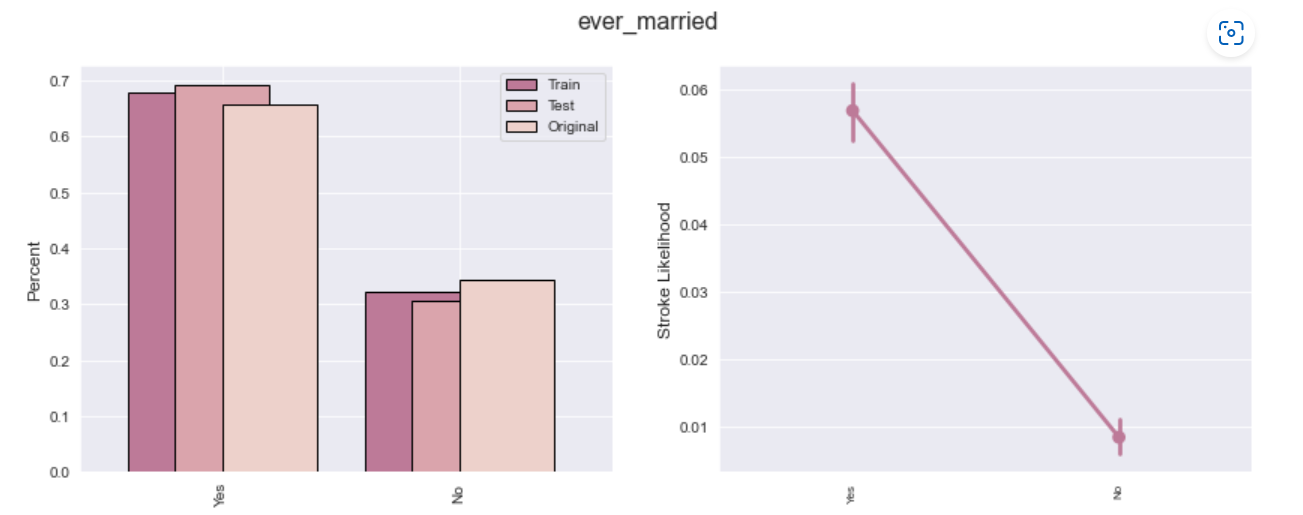 ever_married
0.7
0.6
0.5
0.4
0.3
0.2
0.1
0.0
Percent
Yes
No
Train
Test
Original
0.06
0.05
0.04
0.03
0.02
0.01
Stroke Likelihood
Yes
No